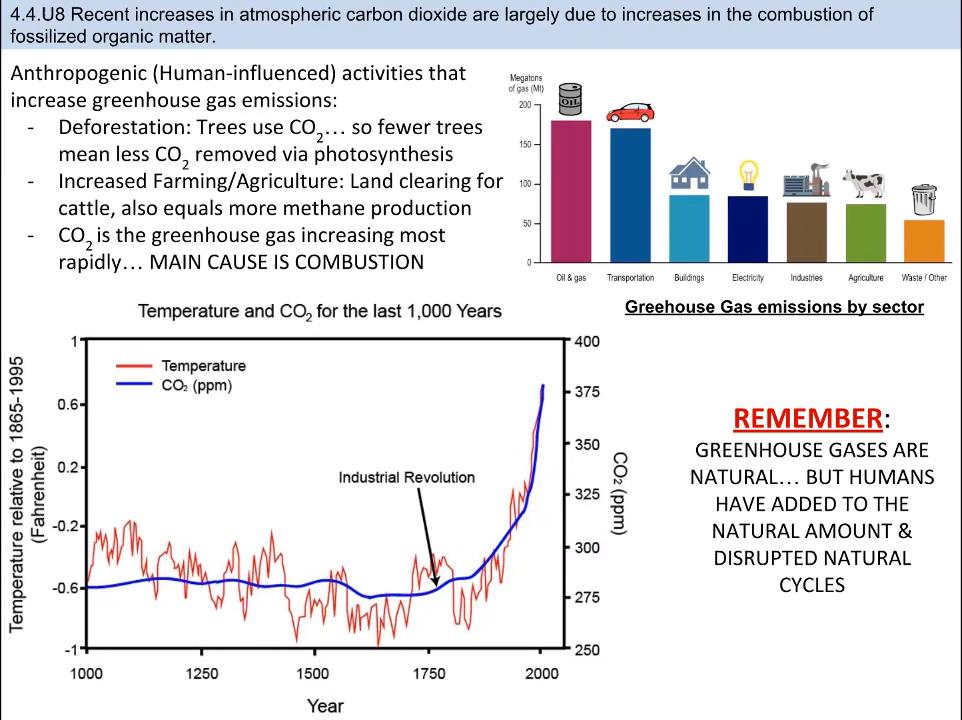 4.4.U8 Recent increases in atmospheric carbon dioxide are largely due to increases in the combustion of
fossilized organic matter.
Anthropogenic (Human-influenced) activities that
increase greenhouse gas emissions:
- Deforestation: Trees use CO2… so fewer trees
mean less CO2 removed via photosynthesis
- Increased Farming/Agriculture: Land clearing for
cattle, also equals more methane production
- CO2 is the greenhouse gas increasing most
rapidly… MAIN CAUSE IS COMBUSTION
Megatons
of gas (Mt)
200
150
100
50
0
OIL
Oil & gas
Transportation
Buildings
Electricity
Industries
Agriculture
Waste / Other
Greehouse Gas emissions by sector
Temperature and CO2 for the last 1,000 Years
Temperature relative to 1865-1995
(Fahrenheit)
1
0.6
0.2
-0.2
-0.6
-1
Temperature
CO2 (ppm)
Industrial Revolution
400
375
350
325
300
275
250
CO2 (ppm)
1000
1250
1500
1750
2000
Year
REMEMBER:
GREENHOUSE GASES ARE
NATURAL… BUT HUMANS
HAVE ADDED TO THE
NATURAL AMOUNT &
DISRUPTED NATURAL
CYCLES